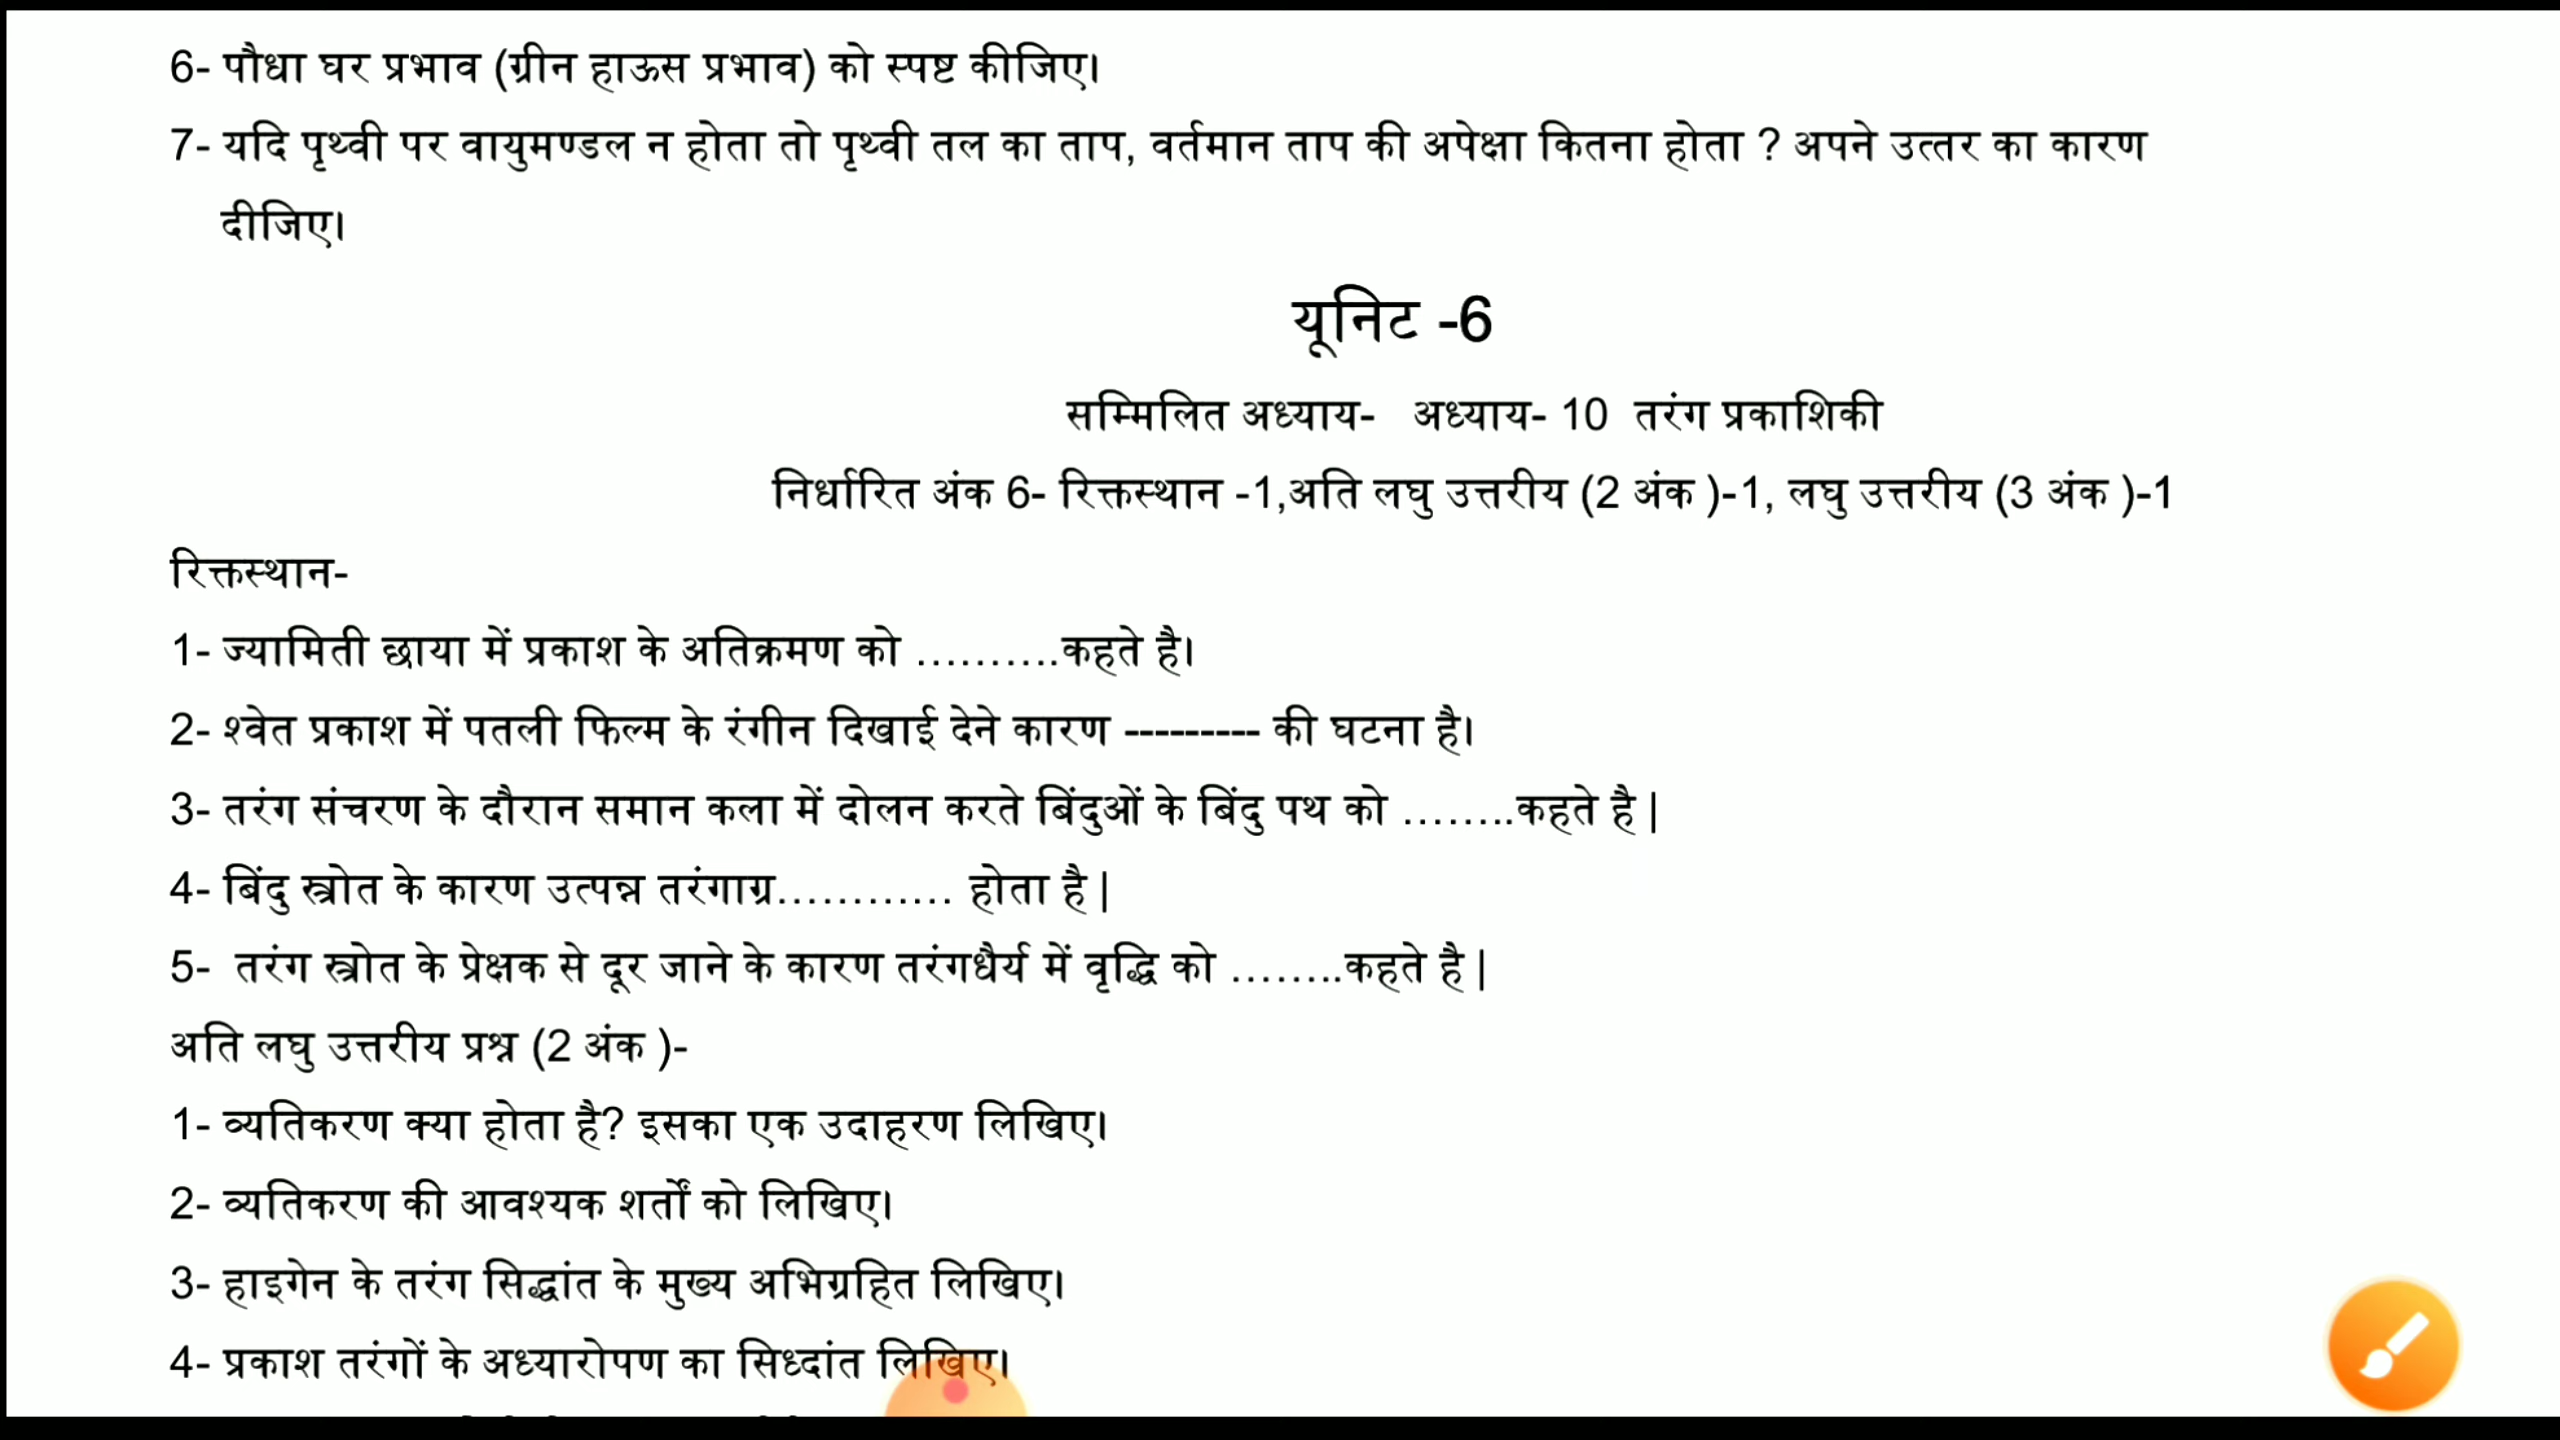 6- पौधा घर प्रभाव (ग्रीन हाऊस प्रभाव) को स्पष्ट कीजिए।
7- यदि पृथ्वी पर वायुमण्डल न होता तो पृथ्वी तल का ताप, वर्तमान ताप की अपेक्षा कितना होता ? अपने उत्तर का कारण
दीजिए।
यूनिट -6
सम्मिलित अध्याय- अध्याय- 10 तरंग प्रकाशिकी
निर्धारित अंक 6- रिक्तस्थान -1,अति लघु उत्तरीय (2 अंक )-1, लघु उत्तरीय (3 अंक )-1
रिक्तस्थान-
1- ज्यामिती छाया में प्रकाश के अतिक्रमण को ..........कहते है।
2- श्वेत प्रकाश में पतली फिल्म के रंगीन दिखाई देने कारण --------- की घटना है।
3- तरंग संचरण के दौरान समान कला में दोलन करते बिंदुओं के बिंदु पथ को ........कहते है |
4- बिंदु स्त्रोत के कारण उत्पन्न तरंगाग्र............ होता है |
5- तरंग स्त्रोत के प्रेक्षक से दूर जाने के कारण तरंगधैर्य में वृद्धि को ........कहते है |
अति लघु उत्तरीय प्रश्न (2 अंक )-
1- व्यतिकरण क्या होता है? इसका एक उदाहरण लिखिए।
2- व्यतिकरण की आवश्यक शर्तों को लिखिए।
3- हाइगेन के तरंग सिद्धांत के मुख्य अभिग्रहित लिखिए।
4- प्रकाश तरंगों के अध्यारोपण का सिध्दांत लिखिए।